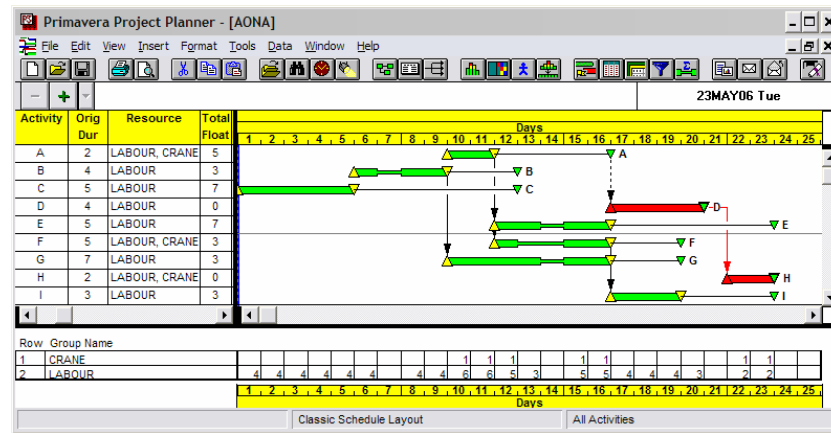 Primavera Project Planner - [AONA]
File Edit View Insert Format Tools Data Window Help
23MAY06 Tue
Activity Orig Dur Resource Total Float
Days
1 2 3 4 5 6 7 8 9 10 11 12 13 14 15 16 17 18 19 20 21 22 23 24 25
A 2 LABOUR, CRANE 5 A
B 4 LABOUR 3 B
C 5 LABOUR 7 C
D 4 LABOUR 0 D
E 5 LABOUR 7 E
F 5 LABOUR, CRANE 3 F
G 7 LABOUR 3 G
H 2 LABOUR, CRANE 0 H
I 3 LABOUR 3 I
Row Group Name
1 CRANE 1 1 1 1 1 1 1
2 LABOUR 4 4 4 4 4 4 4 6 6 5 3 5 5 4 4 4 3 2 2
1 2 3 4 5 6 7 8 9 10 11 12 13 14 15 16 17 18 19 20 21 22 23 24 25
Days
Classic Schedule Layout All Activities